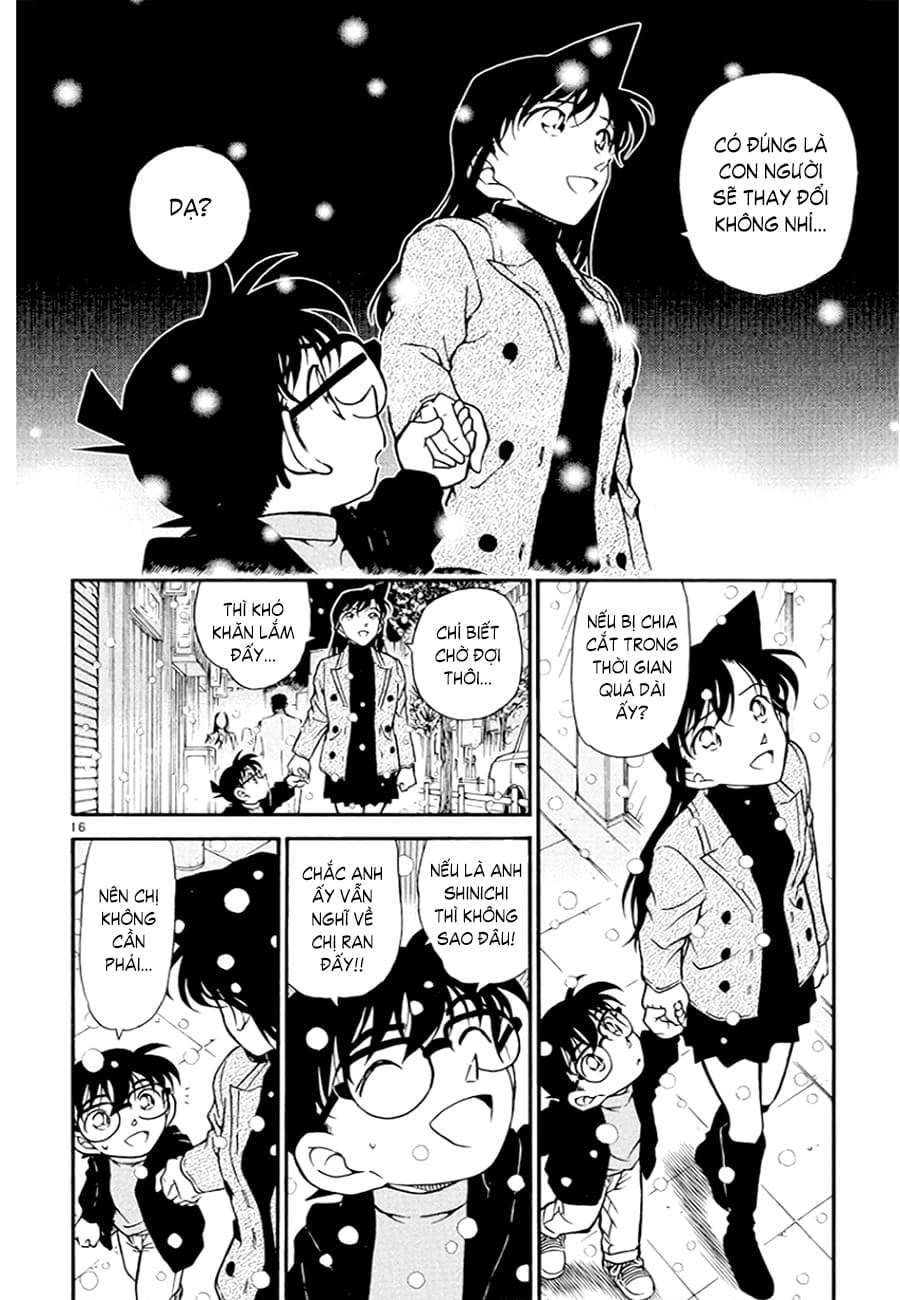 CÓ ĐÚNG LÀ
CON NGƯỜI
SẼ THAY ĐỔI
KHÔNG NHỈ...
DẠ?
NẾU BỊ CHIA
CẮT TRONG
THỜI GIAN
QUÁ DÀI
ẤY?
CHỈ BIẾT
CHỜ ĐỢI
THÔI...
THÌ KHÓ
KHĂN LẮM
ĐẤY...
16
NẾU LÀ ANH
SHINICHI
THÌ KHÔNG
SAO ĐÂU!
CHẮC ANH
ẤY VẪN
NGHĨ VỀ
CHỊ RAN
ĐẤY!!
NÊN CHỊ
KHÔNG
CẦN
PHẢI...